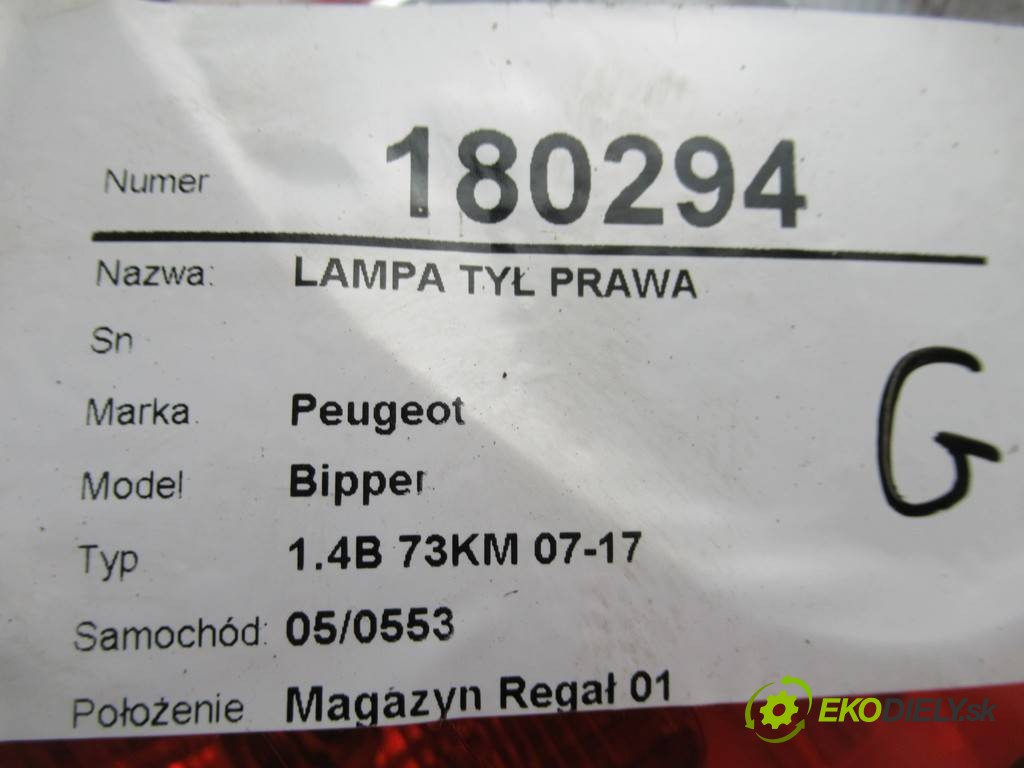 Numer 180294
Nazwa: LAMPA TYŁ PRAWA
Sn
Marka Peugeot
G
Model Bipper
Typ 1.4B 73KM 07-17
Samochód: 05/0553
Położenie Magazyn Regał 01
EKODIELY.sk